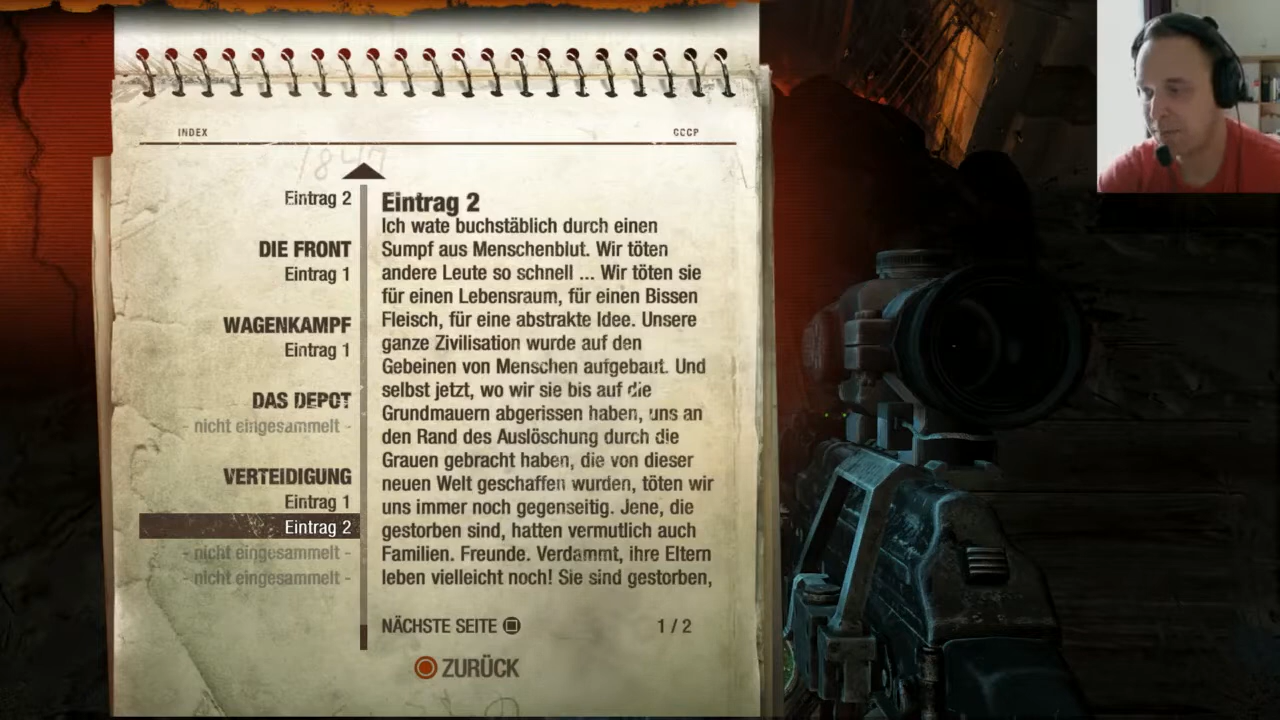 INDEX
CCCP
1847
Eintrag 2
DIE FRONT
Eintrag 1
WAGENKAMPF
Eintrag 1
DAS DEPOT
nicht eingesammelt -
VERTEIDIGUNG
Eintrag 1
Eintrag 2
- nicht eingesammelt -
- nicht eingesammelt -
Eintrag 2
Ich wate buchstäblich durch einen
Sumpf aus Menschenblut. Wir töten
andere Leute so schnell ... Wir töten sie
für einen Lebensraum, für einen Bissen
Fleisch, für eine abstrakte Idee. Unsere
ganze Zivilisation wurde auf den
Gebeinen von Menschen aufgebaut. Und
selbst jetzt, wo wir sie bis auf die
Grundmauern abgerissen haben, uns an
den Rand des Auslöschung durch die
Grauen gebracht haben, die von dieser
neuen Welt geschaffen wurden, töten wir
uns immer noch gegenseitig. Jene, die
gestorben sind, hatten vermutlich auch
Familien. Freunde. Verdammt, ihre Eltern
leben vielleicht noch! Sie sind gestorben,
NÄCHSTE SEITE
1 / 2
ZURÜCK